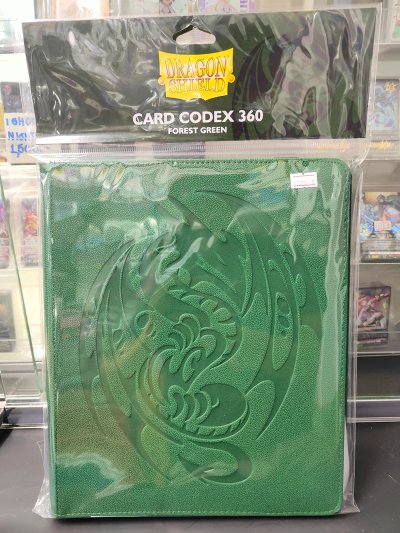 DRAGON
SHIELD
CARD CODEX 360
FOREST GREEN